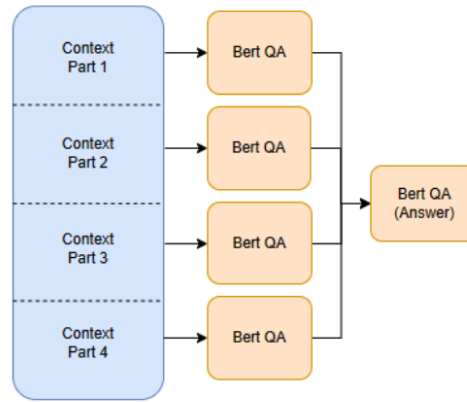 Context
Part 1
Bert QA
Context
Part 2
Bert QA
Bert QA
(Answer)
Context
Part 3
Bert QA
Context
Part 4
Bert QA